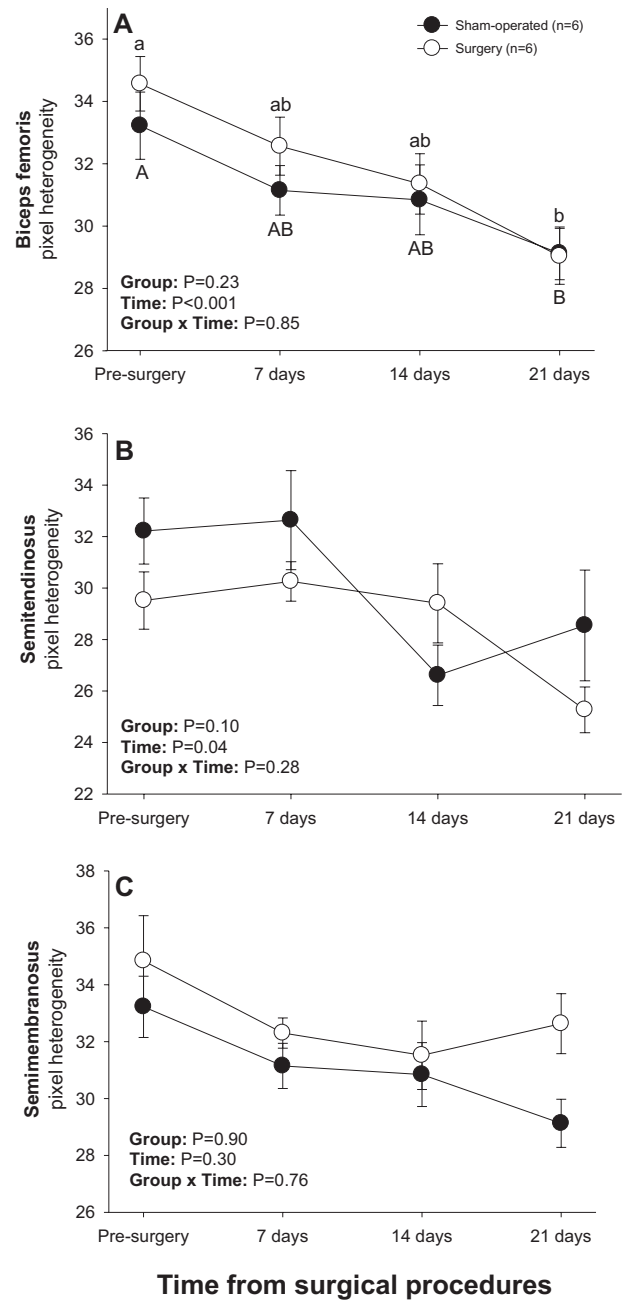 A
Sham-operated (n=6)
Surgery (n=6)
36
34
32
30
28
26
Biceps femoris
pixel heterogeneity
a
ab
ab
b
A
AB
AB
B
Group: P=0.23
Time: P<0.001
Group x Time: P=0.85
Pre-surgery 7 days 14 days 21 days
B
36
34
32
30
28
26
24
22
Semitendinosus
pixel heterogeneity
Group: P=0.10
Time: P=0.04
Group x Time: P=0.28
Pre-surgery 7 days 14 days 21 days
C
38
36
34
32
30
28
26
Semimembranosus
pixel heterogeneity
Group: P=0.90
Time: P=0.30
Group x Time: P=0.76
Pre-surgery 7 days 14 days 21 days
Time from surgical procedures